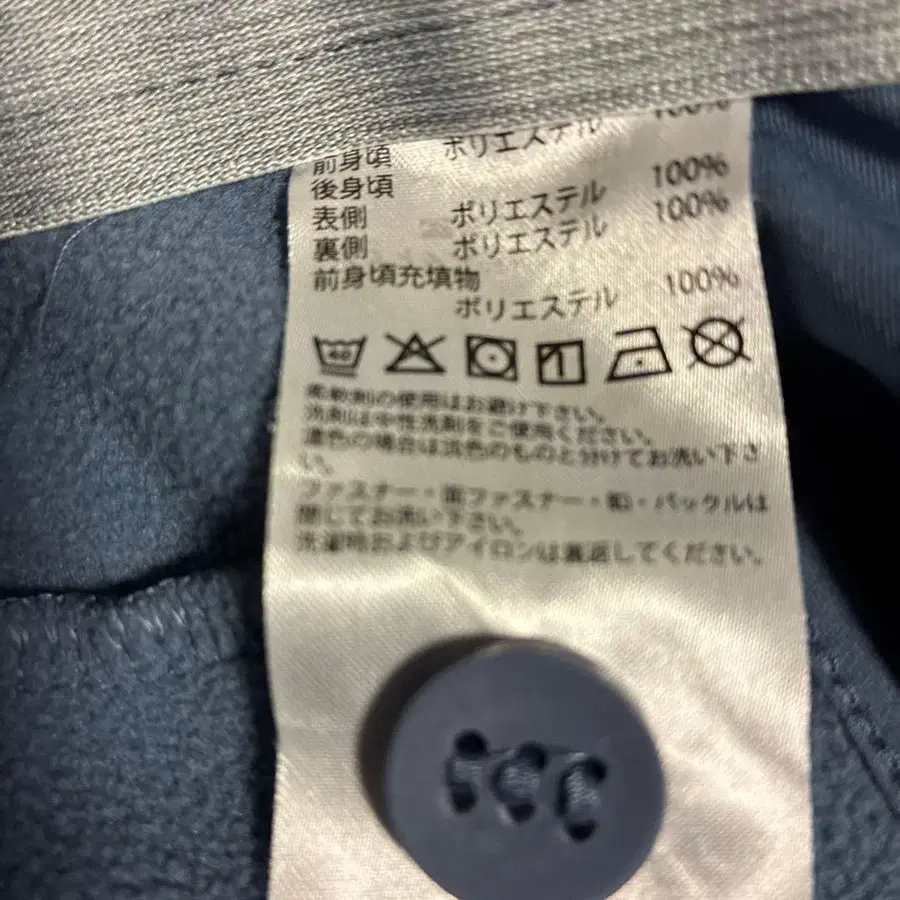 前身頃 ポリエステル 100%
後身頃
表側 ポリエステル 100%
裏側 ポリエステル 100%
前身頃充填物
ポリエステル 100%
40
柔軟剤の使用はお避け下さい。
洗剤は中性洗剤をご使用ください。
濃色の場合は淡色のものと分けてお洗い下さ
い。
ファスナー・面ファスナー・釦・バックルは
閉じてお洗い下さい。
洗濯時およびアイロンは裏返してください。